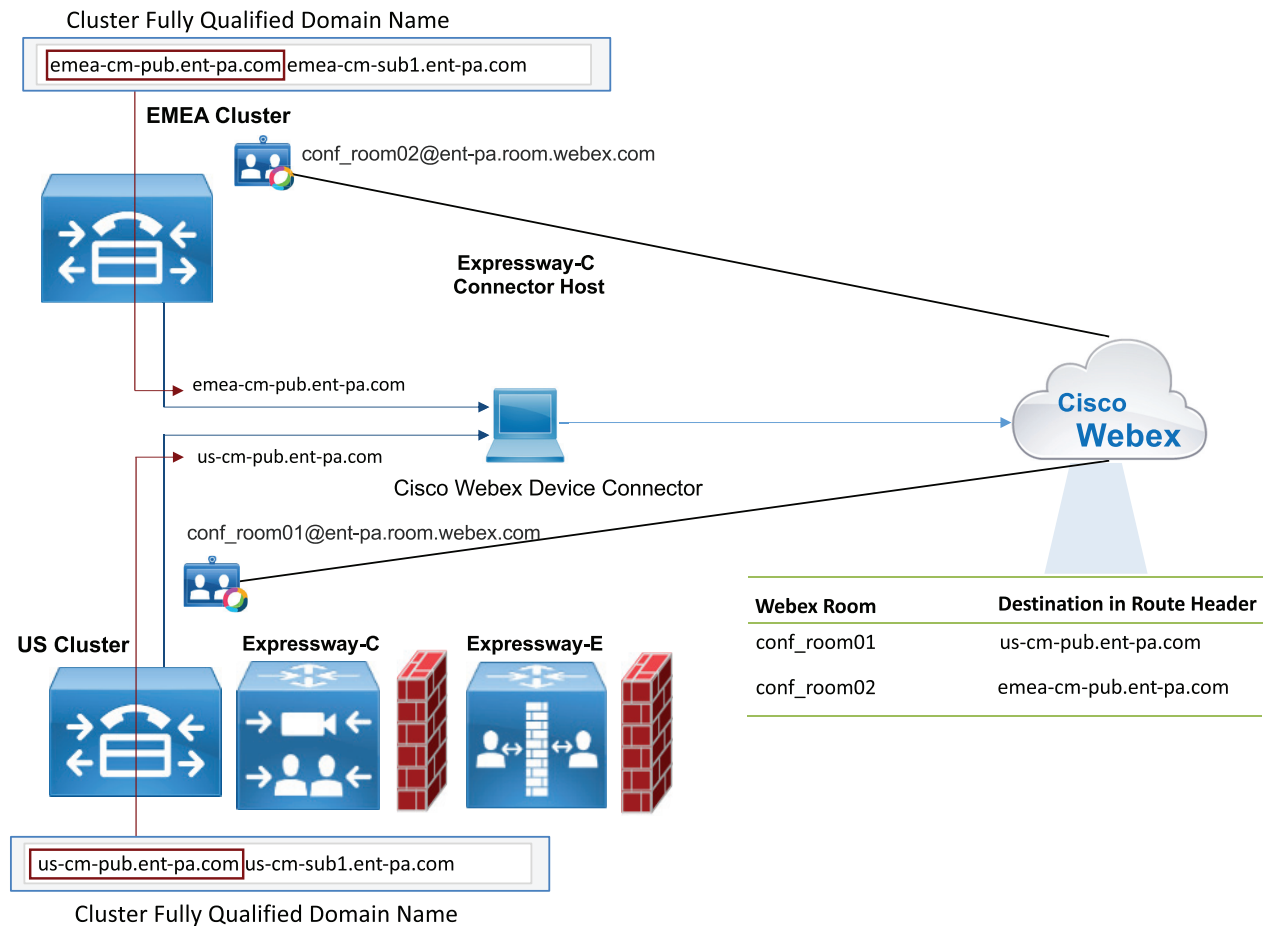 Cluster Fully Qualified Domain Name
emea-cm-pub.ent-pa.com emea-cm-sub1.ent-pa.com
EMEA Cluster
conf_room02@ent-pa.room.webex.com
Expressway-C
Connector Host
emea-cm-pub.ent-pa.com
us-cm-pub.ent-pa.com
Cisco Webex Device Connector
Cisco
Webex
conf_room01@ent-pa.room.webex.com
US Cluster
Expressway-C
Expressway-E
Webex Room Destination in Route Header
conf_room01 us-cm-pub.ent-pa.com
conf_room02 emea-cm-pub.ent-pa.com
us-cm-pub.ent-pa.com us-cm-sub1.ent-pa.com
Cluster Fully Qualified Domain Name